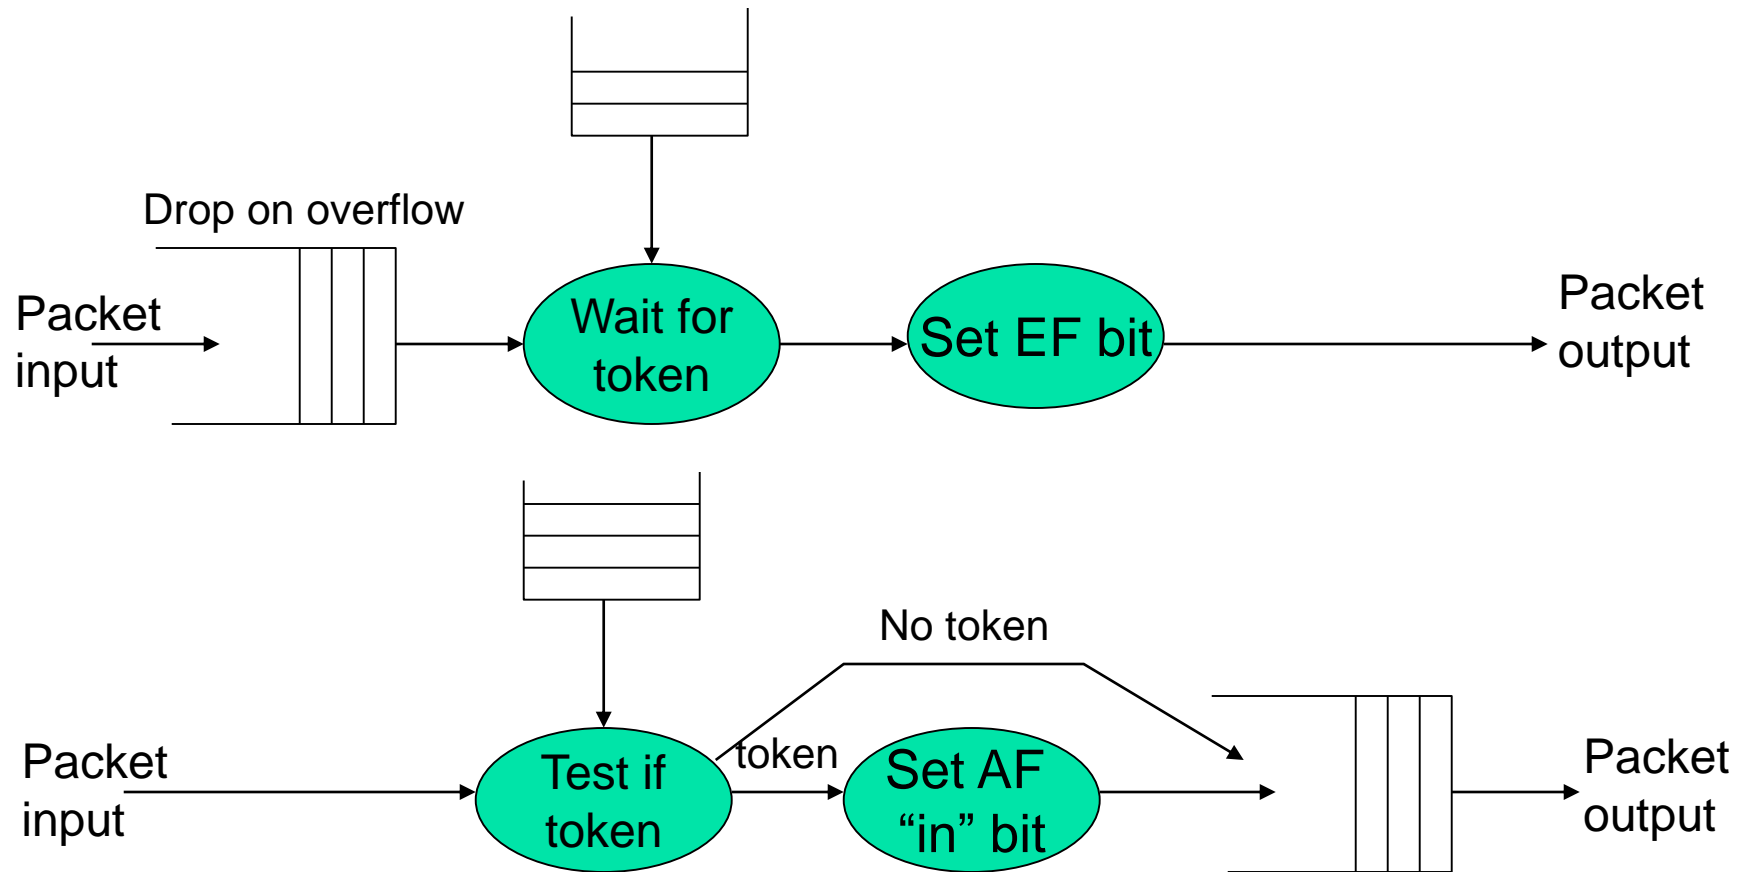 Drop on overflow
Packet
input
Wait for
token
Set EF bit
Packet
output
No token
Packet
input
Test if
token
token
Set AF
“in” bit
Packet
output